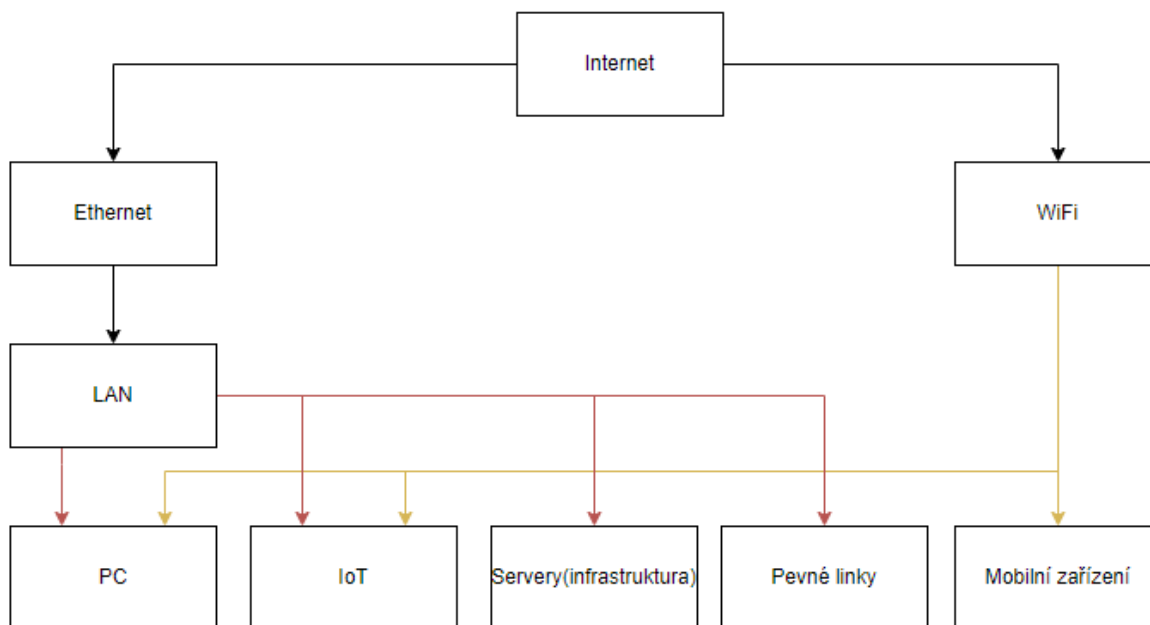 Internet
Ethernet
WiFi
LAN
PC
IoT
Servery(infrastruktura)
Pevné linky
Mobilní zařízení